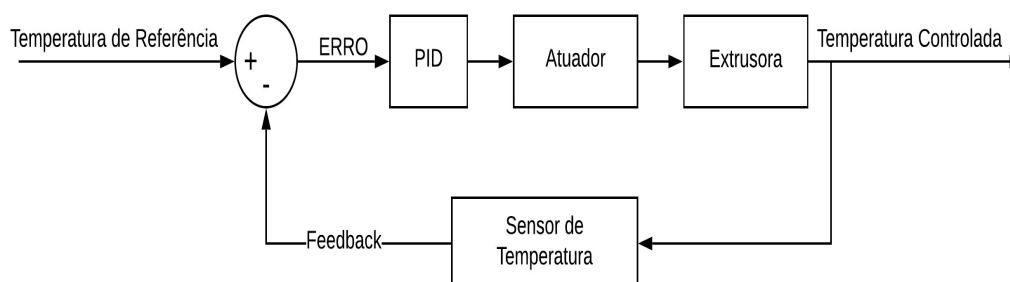 Temperatura de Referência
+
-
ERRO
PID
Atuador
Extrusora
Temperatura Controlada
Feedback
Sensor de
Temperatura